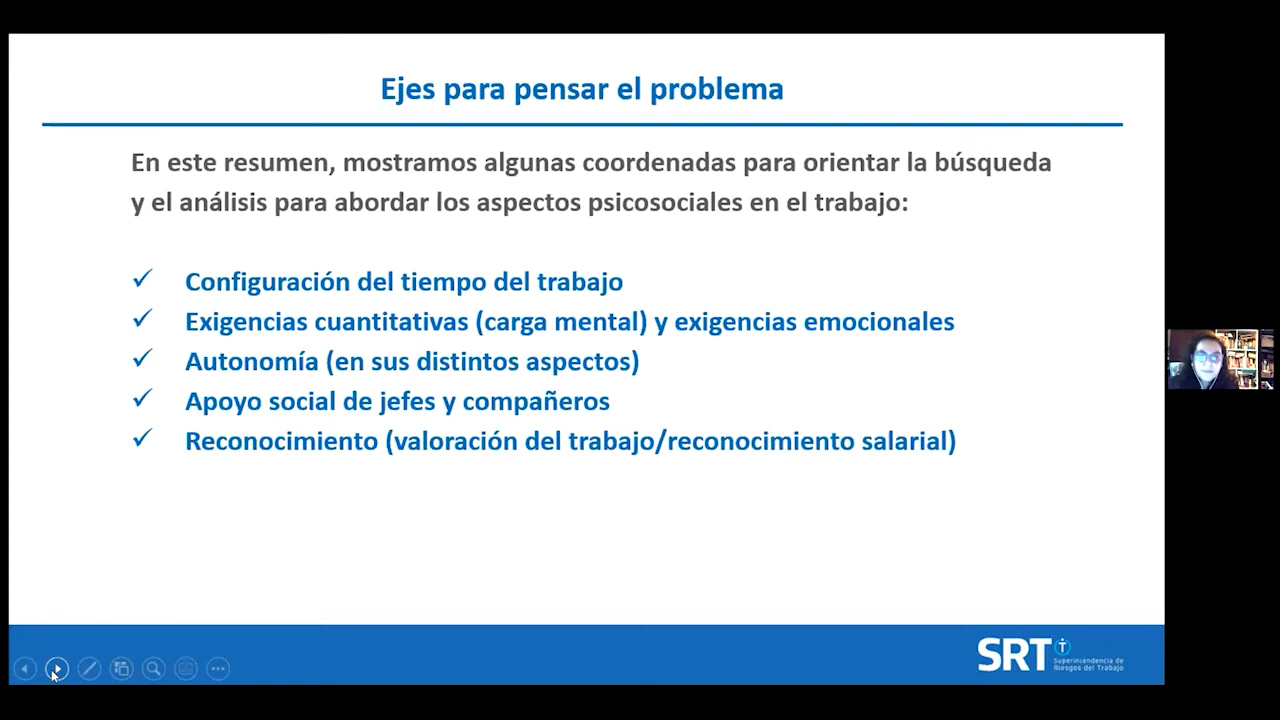 Ejes para pensar el problema
En este resumen, mostramos algunas coordenadas para orientar la búsqueda
y el análisis para abordar los aspectos psicosociales en el trabajo:
✓ Configuración del tiempo del trabajo
✓ Exigencias cuantitativas (carga mental) y exigencias emocionales
✓ Autonomía (en sus distintos aspectos)
✓ Apoyo social de jefes y compañeros
✓ Reconocimiento (valoración del trabajo/reconocimiento salarial)
SRT
Superintendencia de
Riesgos del Trabajo